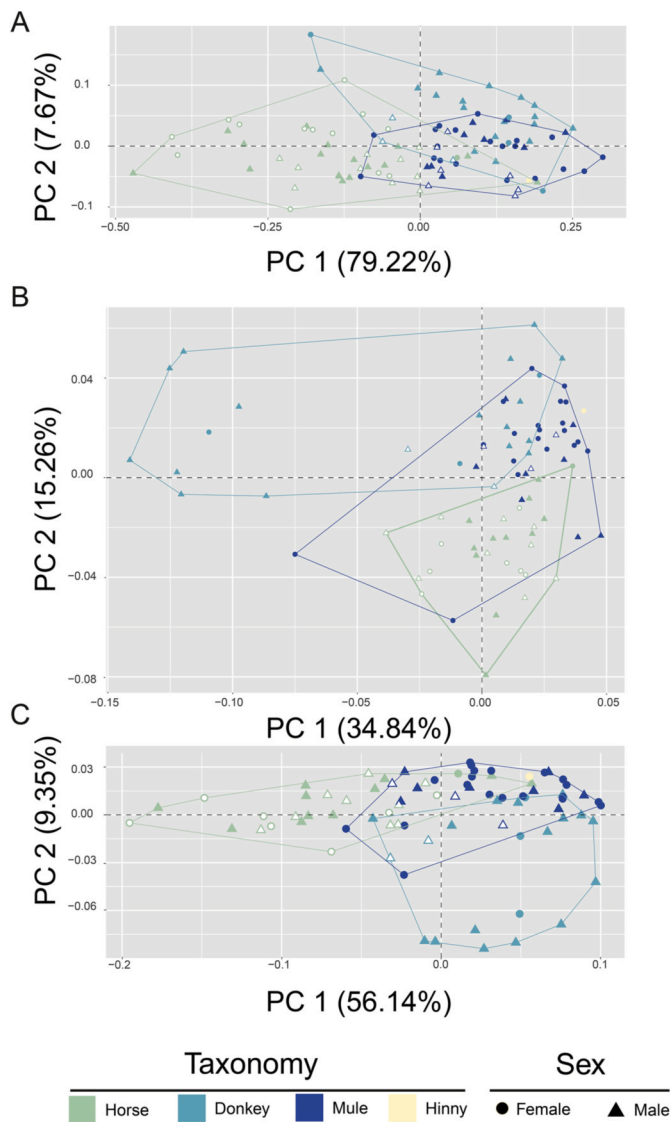 A
PC 2 (7.67%)
0.1
0.0
−0.1
−0.50
−0.25
0.00
0.25
PC 1 (79.22%)
B
PC 2 (15.26%)
0.04
0.00
−0.04
−0.08
−0.15
−0.10
−0.05
0.00
0.05
PC 1 (34.84%)
C
PC 2 (9.35%)
0.03
0.00
−0.03
−0.06
−0.2
−0.1
0.0
0.1
PC 1 (56.14%)
Taxonomy Sex
Horse Donkey Mule Hinny Female Male